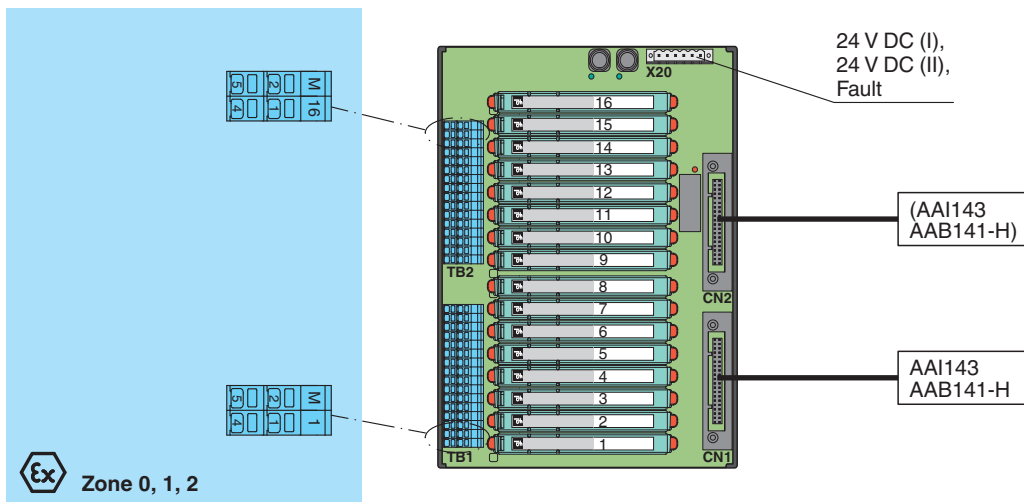 24 V DC (I),
24 V DC (II),
Fault
X20
5 2 M
4 1 16
16
15
14
13
12
11
10
9
TB2
8
7
6
5
4
3
2
1
TB1
CN2
CN1
(AAI143
AAB141-H)
AAI143
AAB141-H
5 2 M
4 1 1
Ex
Zone 0, 1, 2